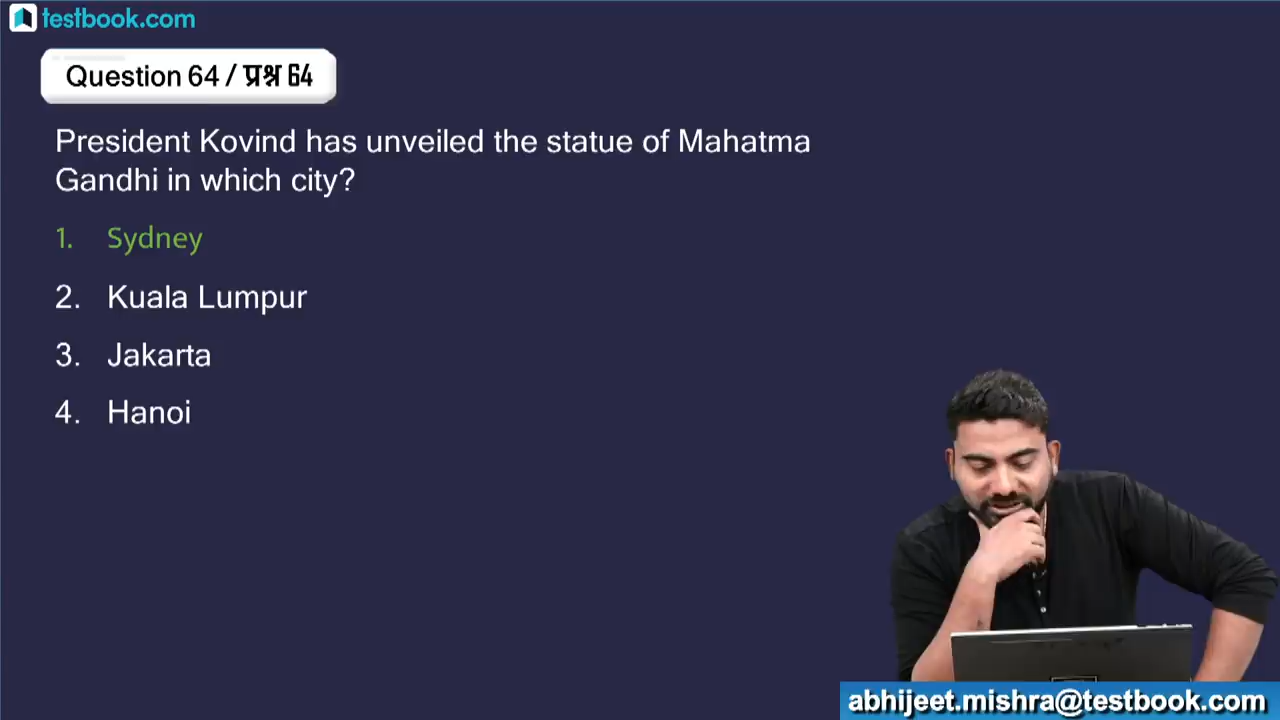 testbook.com
Question 64 / प्रश्न 64
President Kovind has unveiled the statue of Mahatma
Gandhi in which city?
1. Sydney
2. Kuala Lumpur
3. Jakarta
4. Hanoi
abhijeet.mishra@testbook.com